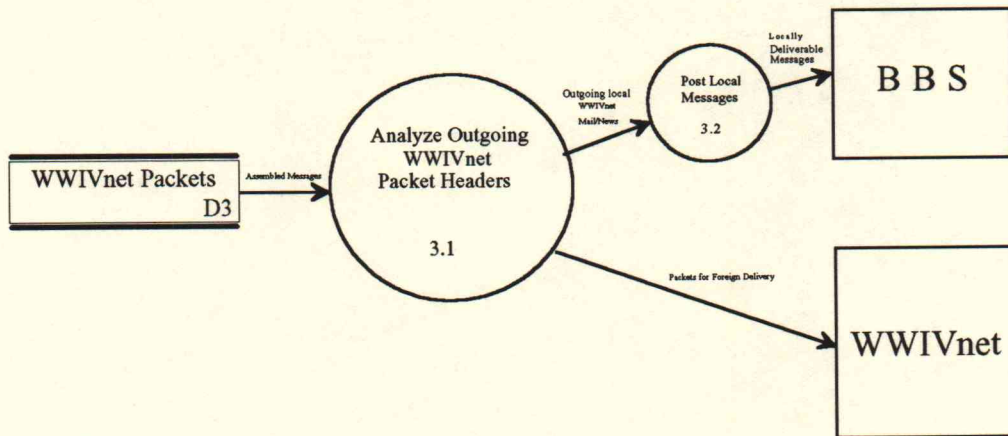 WWIVnet Packets
D3
Assembled Messages
Analyze Outgoing
WWIVnet
Packet Headers
3.1
Outgoing local
WWIVnet
Mail/News
Post Local
Messages
3.2
Locally
Deliverable
Messages
B B S
Packets for Foreign Delivery
WWIVnet